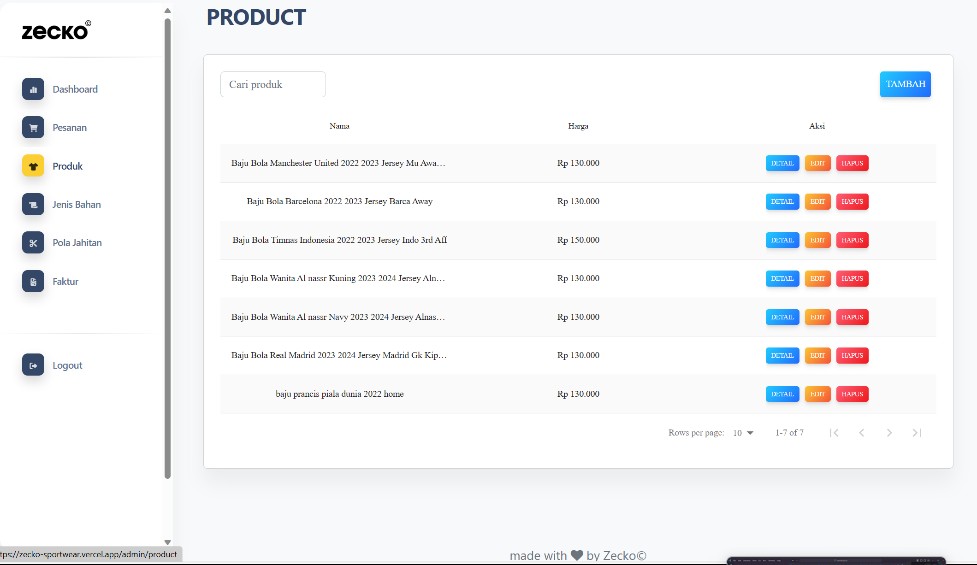 zecko©
Dashboard
Pesanan
Produk
Jenis Bahan
Pola Jahitan
Faktur
Logout
PRODUCT
Cari produk
TAMBAH
Nama Harga Aksi
Baju Bola Manchester United 2022 2023 Jersey Mu Awa… Rp 130.000 DETAIL EDIT HAPUS
Baju Bola Barcelona 2022 2023 Jersey Barca Away Rp 130.000 DETAIL EDIT HAPUS
Baju Bola Timnas Indonesia 2022 2023 Jersey Indo 3rd Aff Rp 150.000 DETAIL EDIT HAPUS
Baju Bola Wanita Al nassr Kuning 2023 2024 Jersey Aln… Rp 130.000 DETAIL EDIT HAPUS
Baju Bola Wanita Al nassr Navy 2023 2024 Jersey Alnas… Rp 130.000 DETAIL EDIT HAPUS
Baju Bola Real Madrid 2023 2024 Jersey Madrid Gk Kip… Rp 130.000 DETAIL EDIT HAPUS
baju prancis piala dunia 2022 home Rp 130.000 DETAIL EDIT HAPUS
Rows per page: 10 1-7 of 7
made with ♥ by Zecko©
tps://zecko-sportwear.vercel.app/admin/product